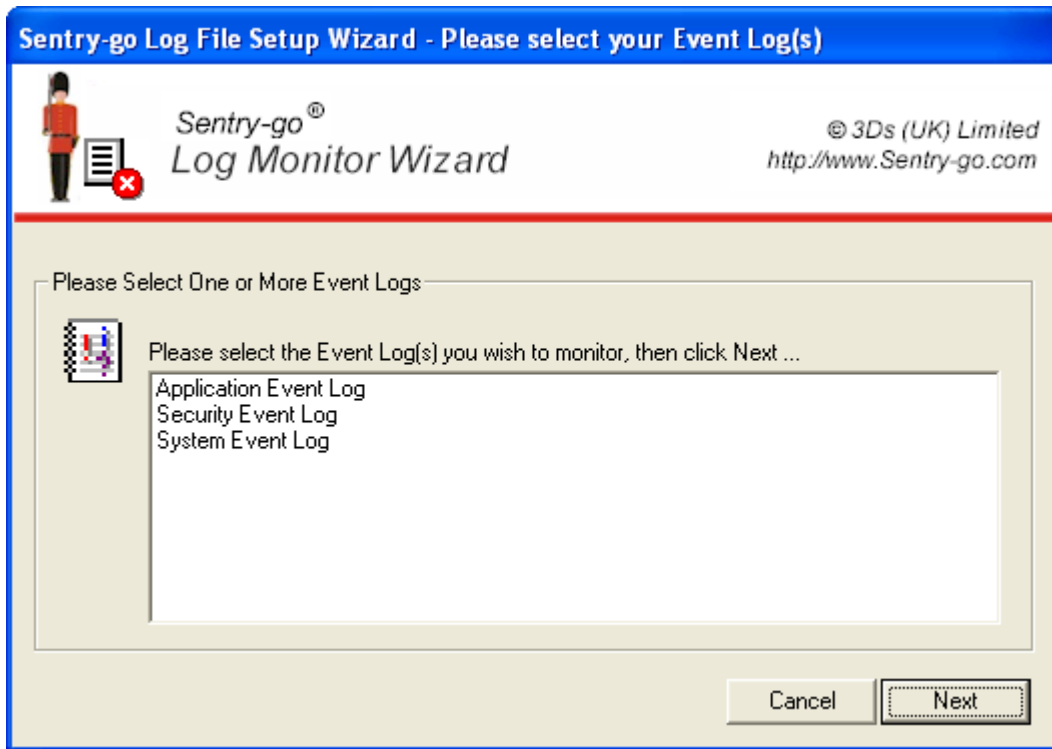 Sentry-go Log File Setup Wizard - Please select your Event Log(s)
Sentry-go®
Log Monitor Wizard
© 3Ds (UK) Limited
http://www.Sentry-go.com
Please Select One or More Event Logs
Please select the Event Log(s) you wish to monitor, then click Next ...
Application Event Log
Security Event Log
System Event Log
Cancel
Next